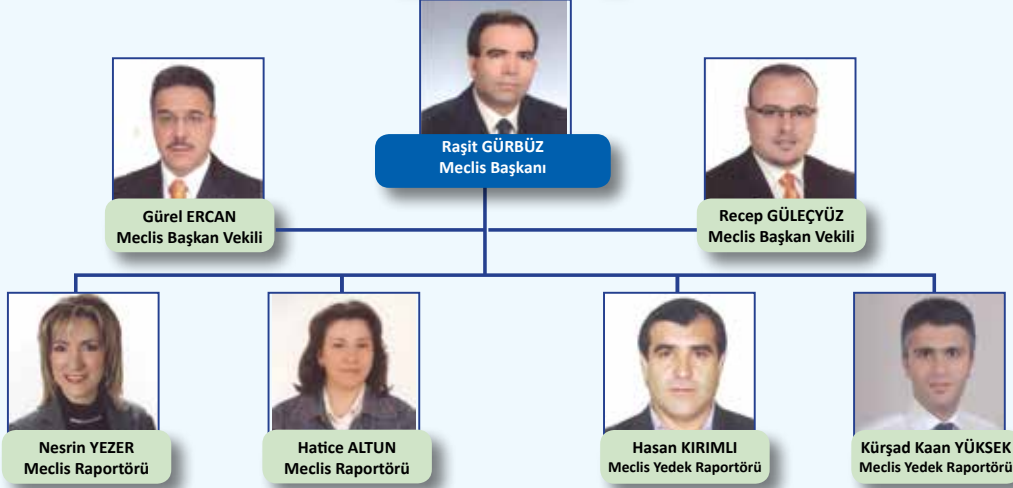 Raşit GÜRBÜZ
Meclis Başkanı
Gürel ERCAN
Meclis Başkan Vekili
Recep GÜLEÇYÜZ
Meclis Başkan Vekili
Nesrin YEZER
Meclis Raportörü
Hatice ALTUN
Meclis Raportörü
Hasan KIRIMLI
Meclis Yedek Raportörü
Kürşad Kaan YÜKSEK
Meclis Yedek Raportörü